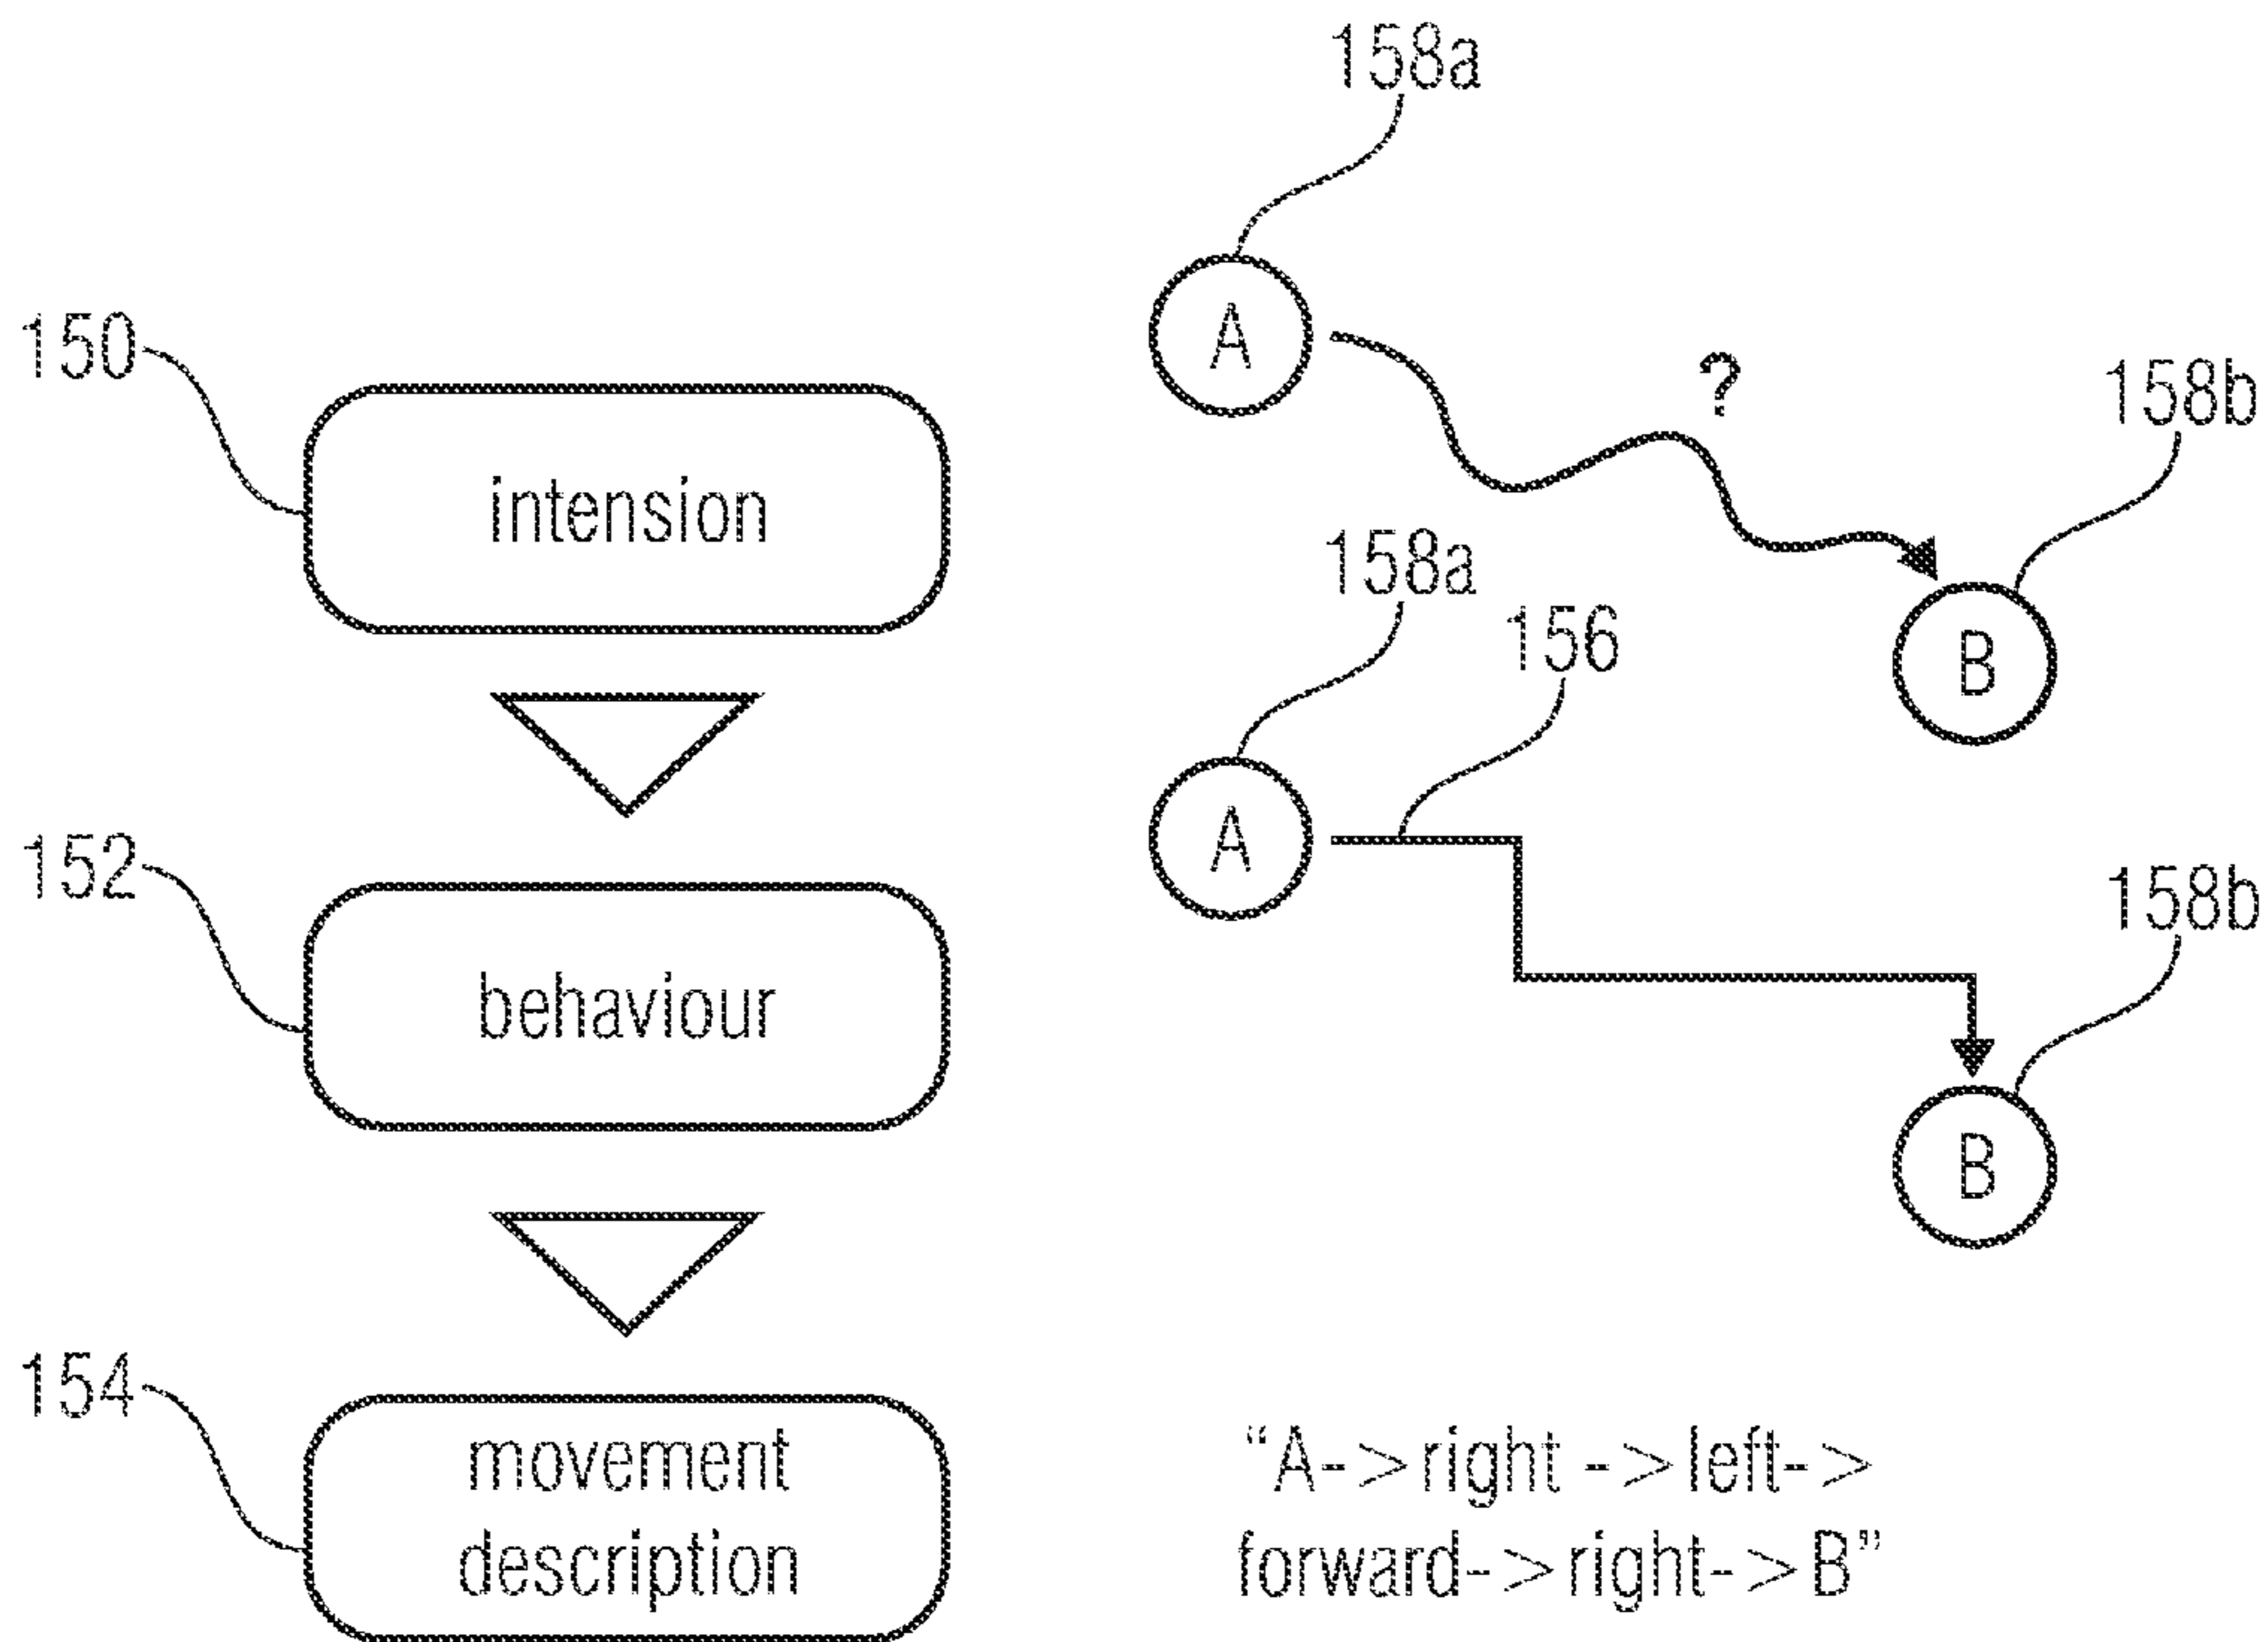 158a
A
150
?
158b
intension
158a
B
156
152
A
158b
behaviour
B
154
movement
description
“A->right ->left->
forward->right->B”